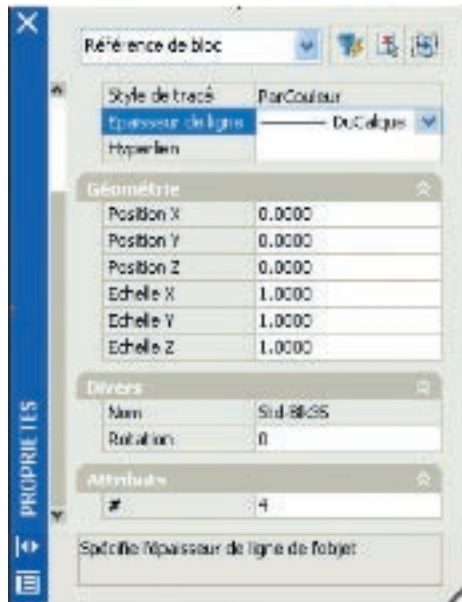 Référence de bloc
Style de tracé ParCouleur
Epaisseur de ligne DuCalque
Hyperlien
Géométrie
Position X 0.0000
Position Y 0.0000
Position Z 0.0000
Echelle X 1.0000
Echelle Y 1.0000
Echelle Z 1.0000
Divers
Nom Std-Blk35
Rotation 0
Attributs
# 4
Spécifie l'épaisseur de ligne de l'objet
PROPRIETES